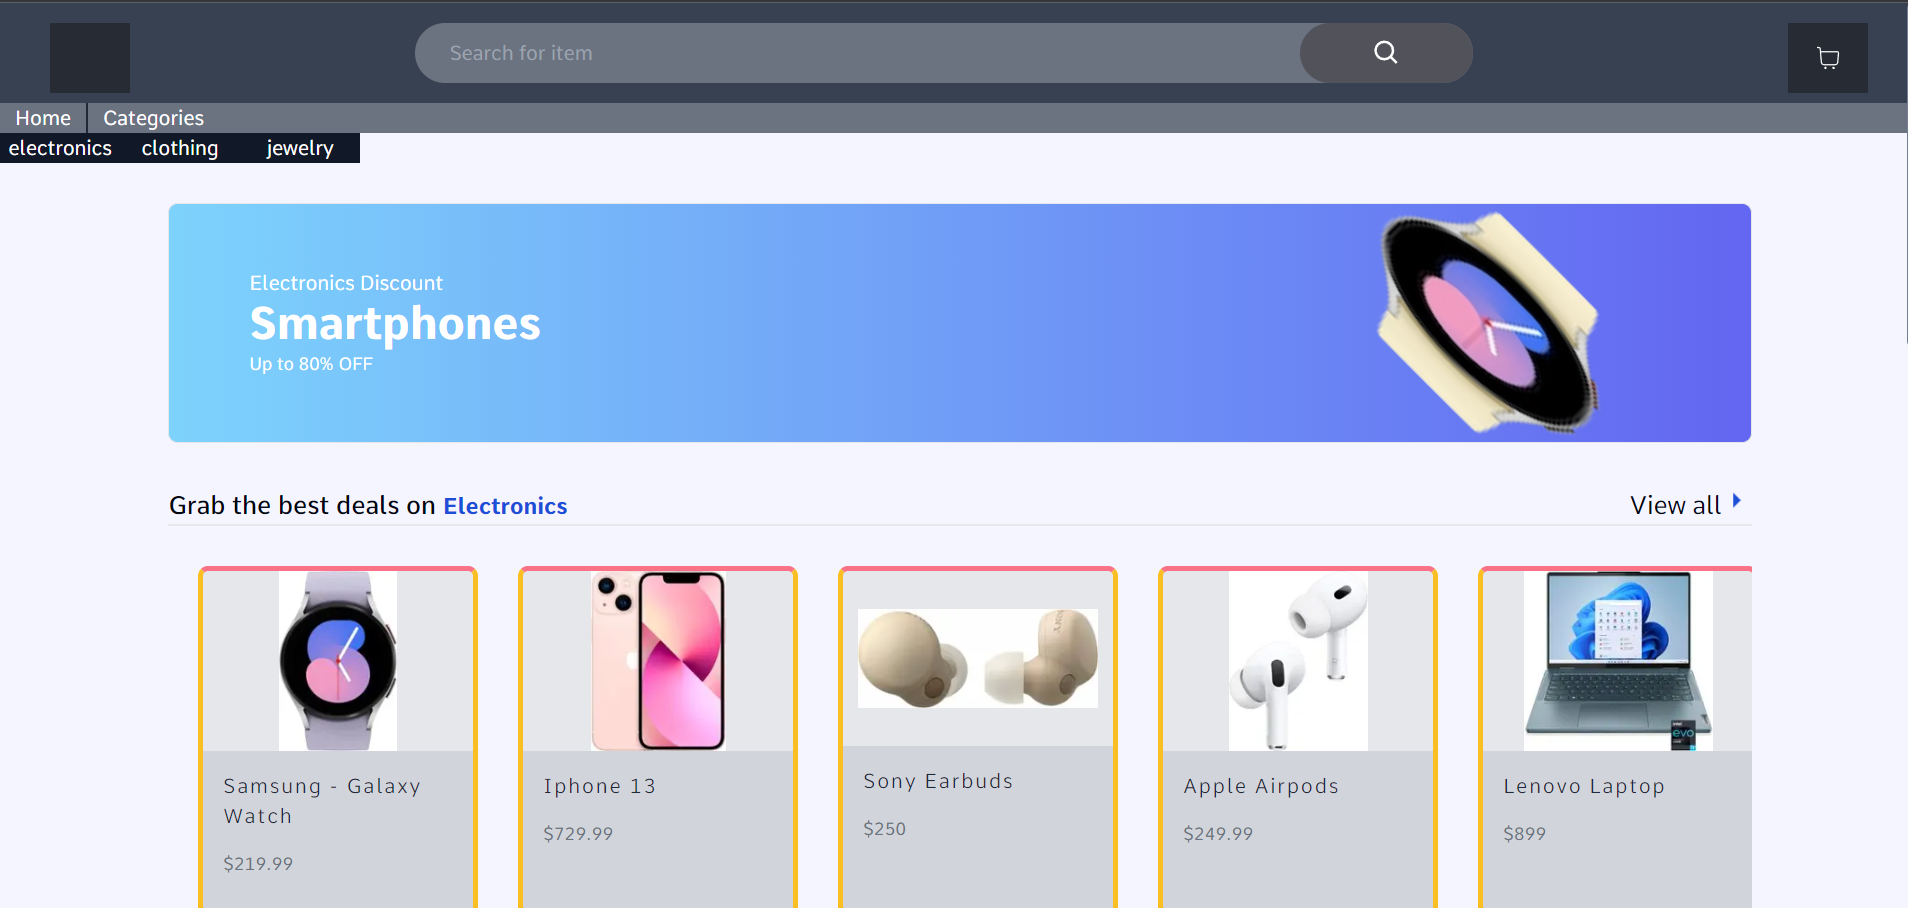 Search for item
Home Categories
electronics clothing jewelry
Electronics Discount
Smartphones
Up to 80% OFF
Grab the best deals on Electronics
View all
Samsung - Galaxy
Watch
$219.99
Iphone 13
$729.99
SONY
Sony Earbuds
$250
Apple Airpods
$249.99
evo
Lenovo Laptop
$899